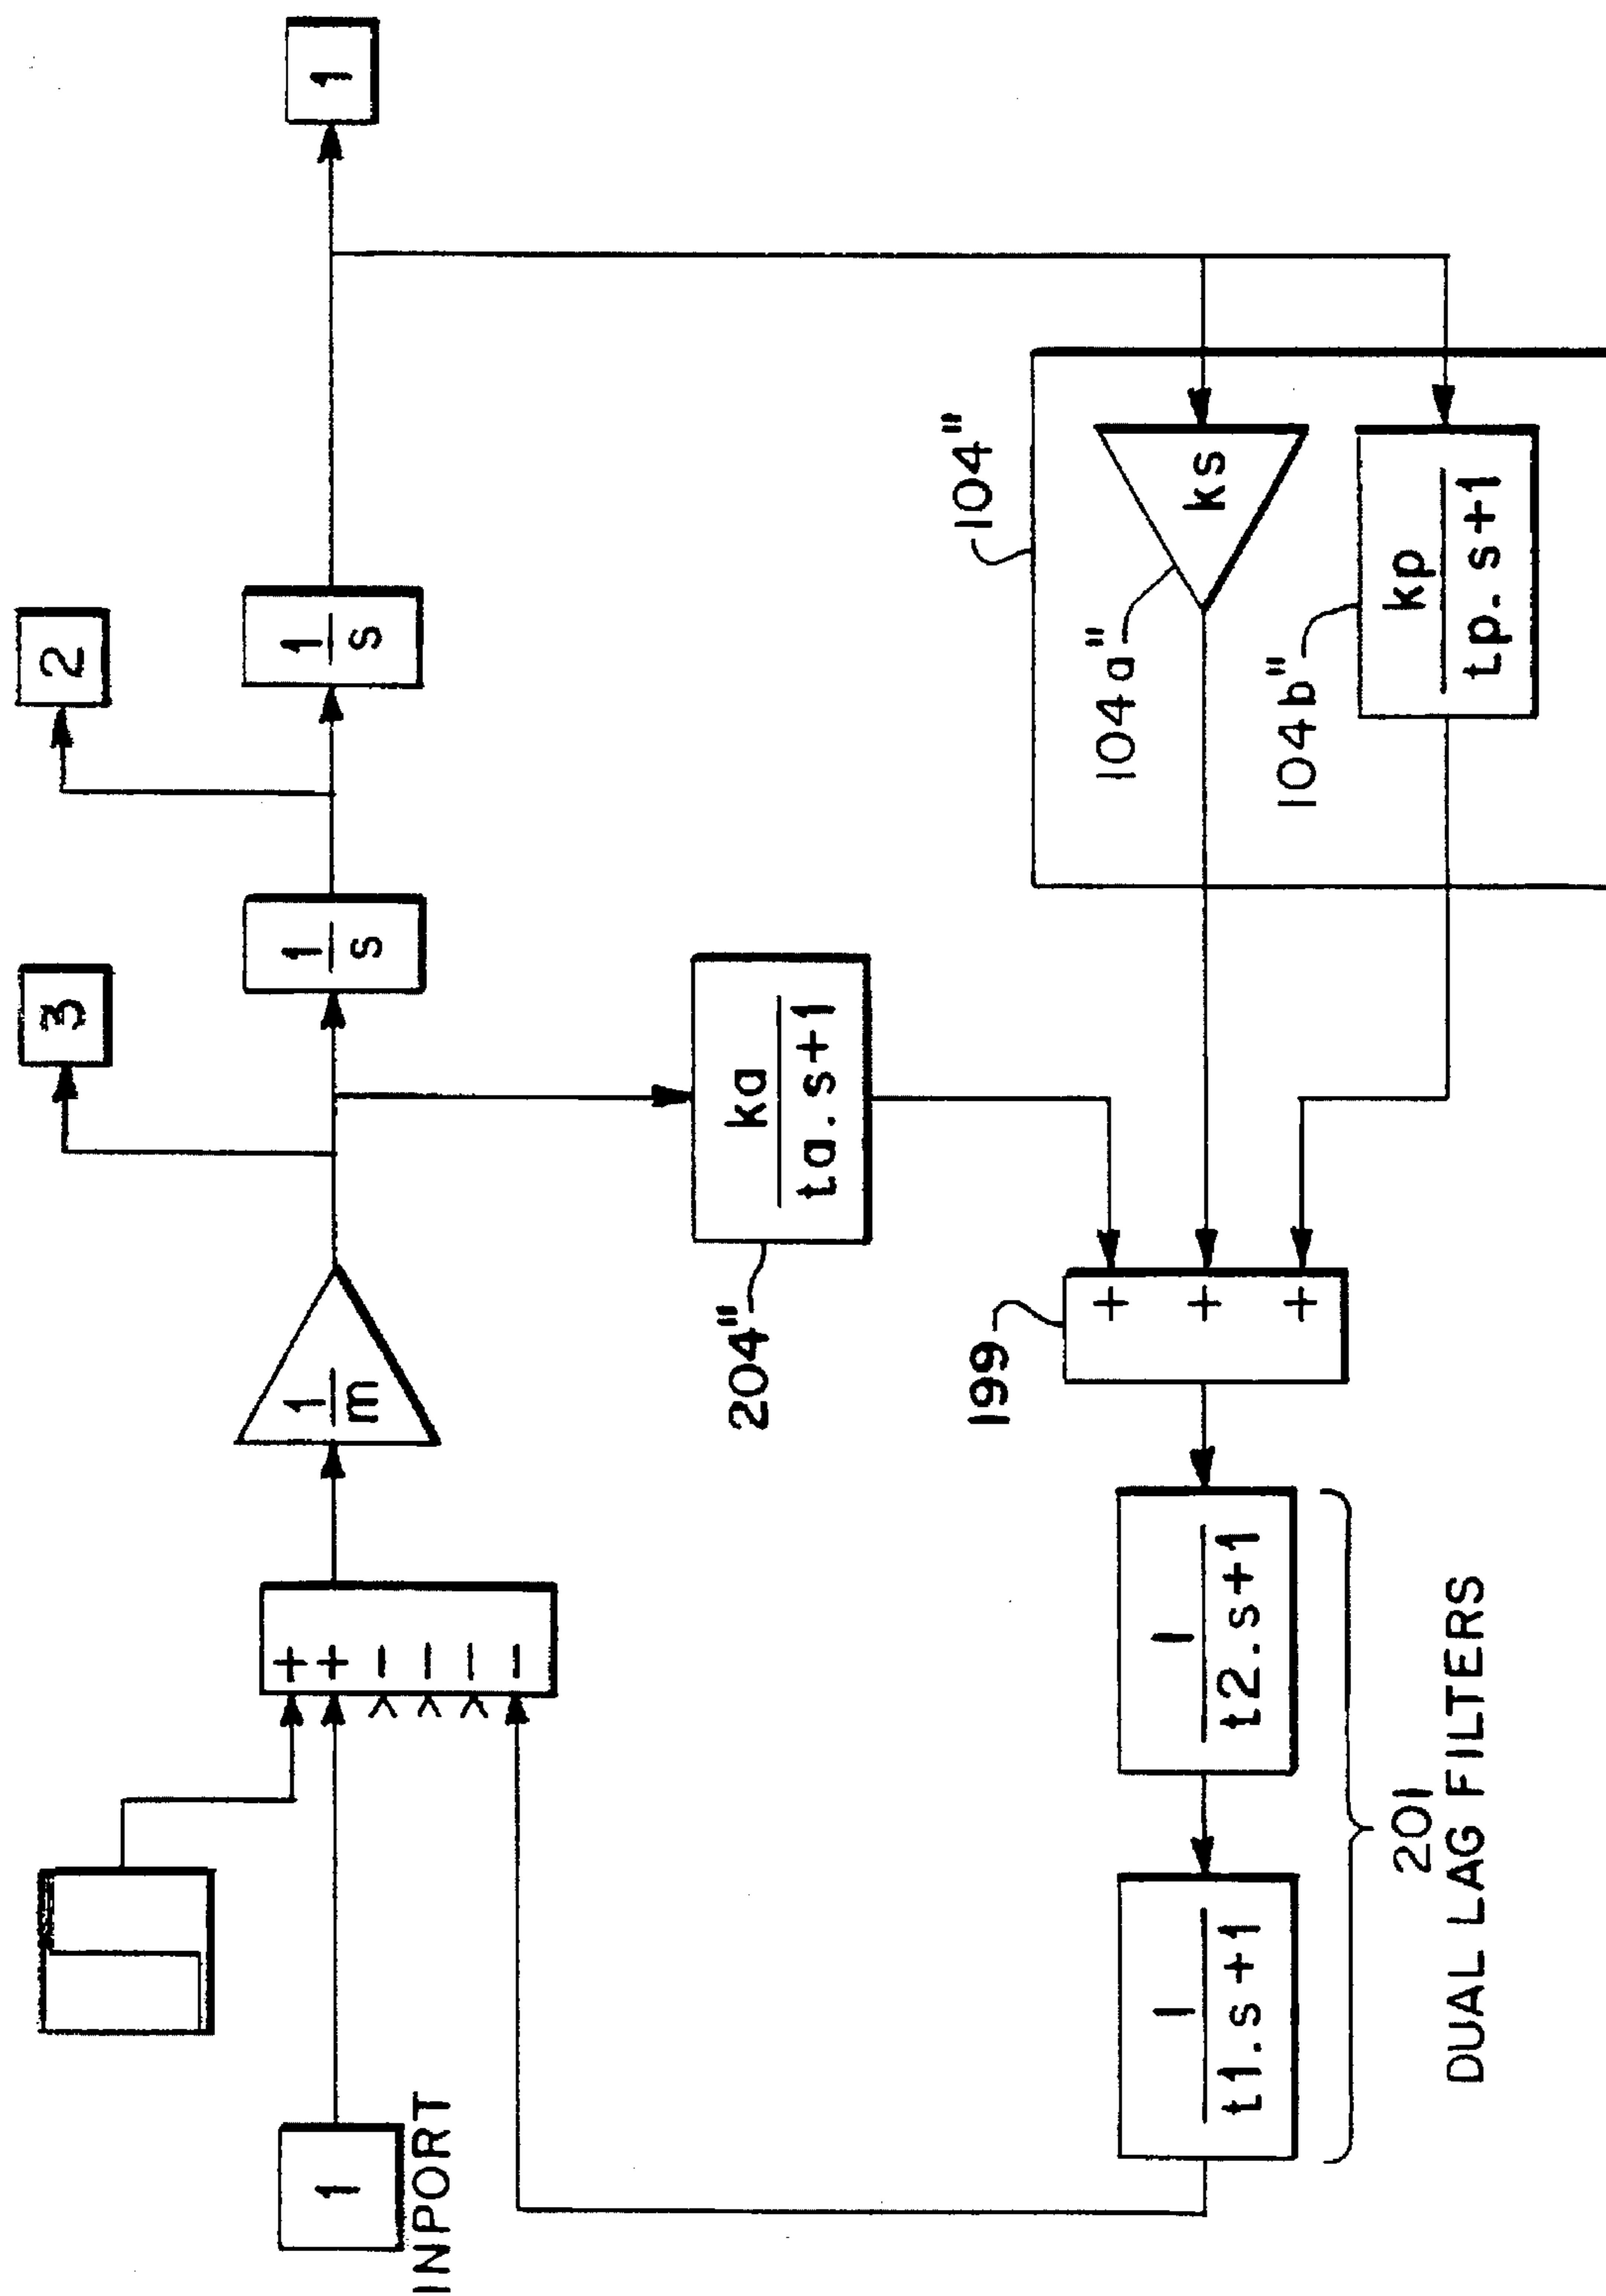 3
2
1
INPORT
+
+
−
−
−
−
1
m
1
s
1
s
1
204"
ka
ta.s+1
104"
104a"
ks
104b"
kp
tp.s+1
199
+
+
+
1
t1.s+1
1
t2.s+1
201
DUAL LAG FILTERS